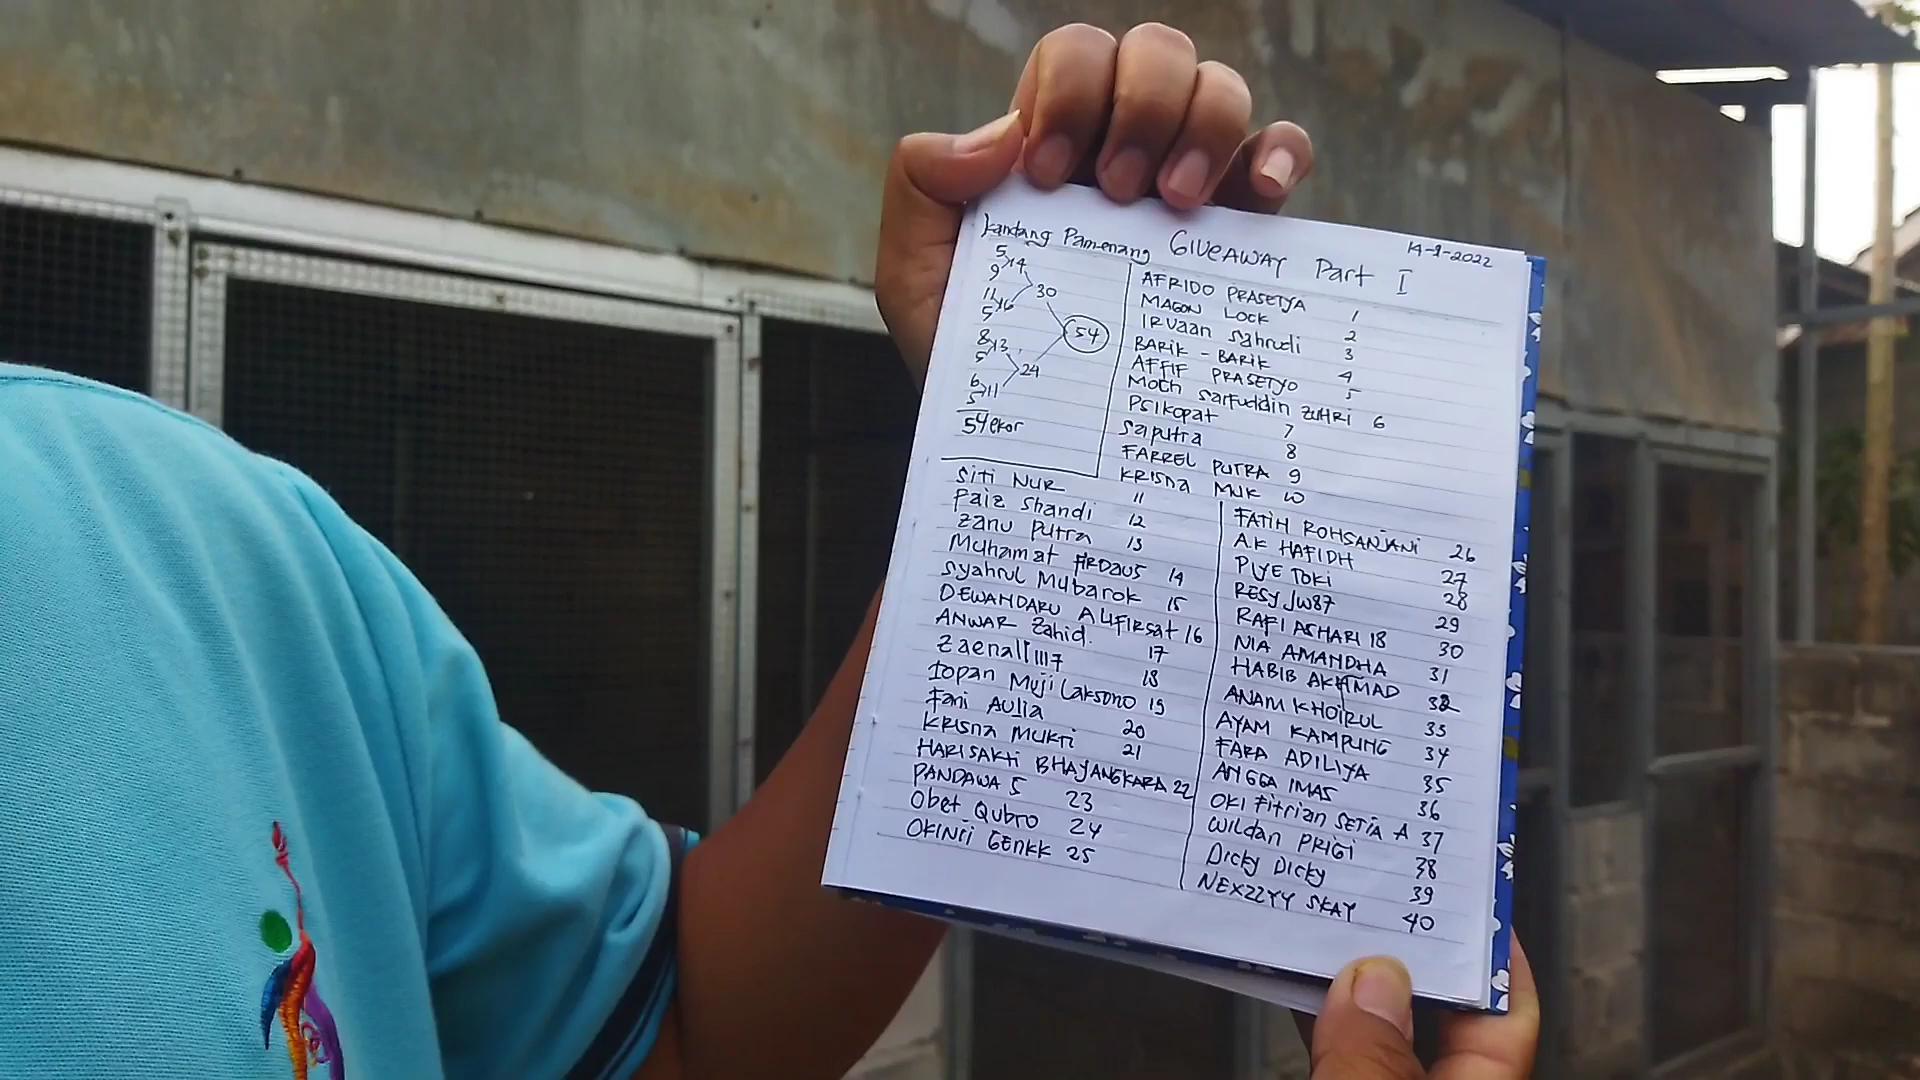 Kandang Pamenang GIVEAWAY Part I 14-9-2022
5
14
9
30
11
16
5
54
8
13
5
24
6
11
5
54 ekor
AFRIDO PRASETYA 1
MAGON LOCK 2
IRVAAN Sahrudi 3
BARIK - BARIK 4
AFFIF PRASETYO 5
Moch Saifuddin ZUHRI 6
PSIKOPAT 7
Saputra 8
FARREL PUTRA 9
KRISNA MUK 10
SITI NUR 11
Paiz Shandi 12
Zanu Putra 13
Muhamat FIRDAUS 14
Syahrul Mubarok 15
DEWANDARU ALIFIRSAT 16
ANWAR Zahid. 17
Zaenall1117 18
Topan Muji Laksono 19
Fani Aulia 20
KRISNA MUKTI 21
HARI SAKTI BHAYANGKARA 22
PANDAWA 5 23
Obet Qubro 24
OKINII GENKK 25
FATIH ROHSANJANI 26
AK HAFIDH 27
PIYE TOKI 28
RESY JW87 29
RAFI ASHARI 18 30
NIA AMANDHA 31
HABIB AKHMAD 32
ANAM KHOIRUL 33
AYAM KAMPUNG 34
FARA ADILIYA 35
ANGGA IMAS 36
OKI Fitrian SETIA A 37
Wildan PRIGI 38
Dicky Dicky 39
NEXZZYY SKAY 40